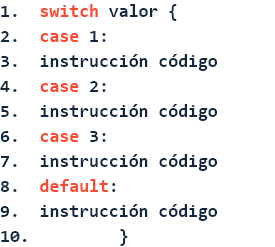 1. switch valor {
2. case 1:
3. instrucción código
4. case 2:
5. instrucción código
6. case 3:
7. instrucción código
8. default:
9. instrucción código
10. }